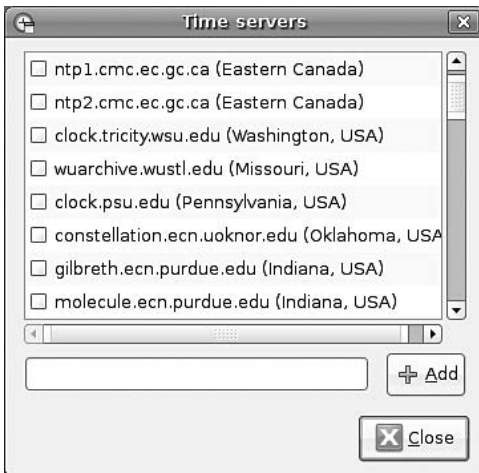 Time servers
ntp1.cmc.ec.gc.ca (Eastern Canada)
ntp2.cmc.ec.gc.ca (Eastern Canada)
clock.tricity.wsu.edu (Washington, USA)
wuarchive.wustl.edu (Missouri, USA)
clock.psu.edu (Pennsylvania, USA)
constellation.ecn.uoknor.edu (Oklahoma, USA
gilbreth.ecn.purdue.edu (Indiana, USA)
molecule.ecn.purdue.edu (Indiana, USA)
Add
Close